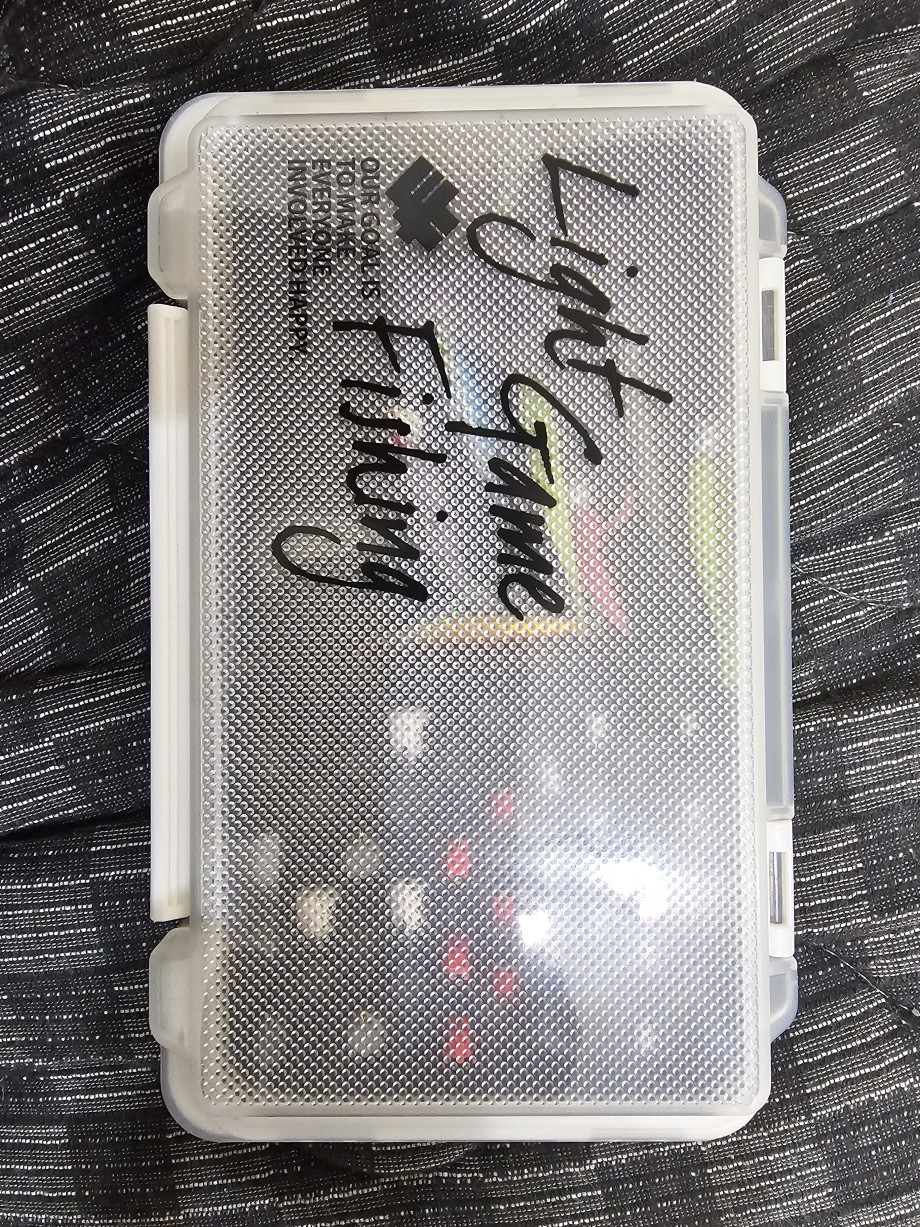 Light Game
Fishing
OUR GOAL IS
TO MAKE
EVERYONE
INVOLVED HAPPY